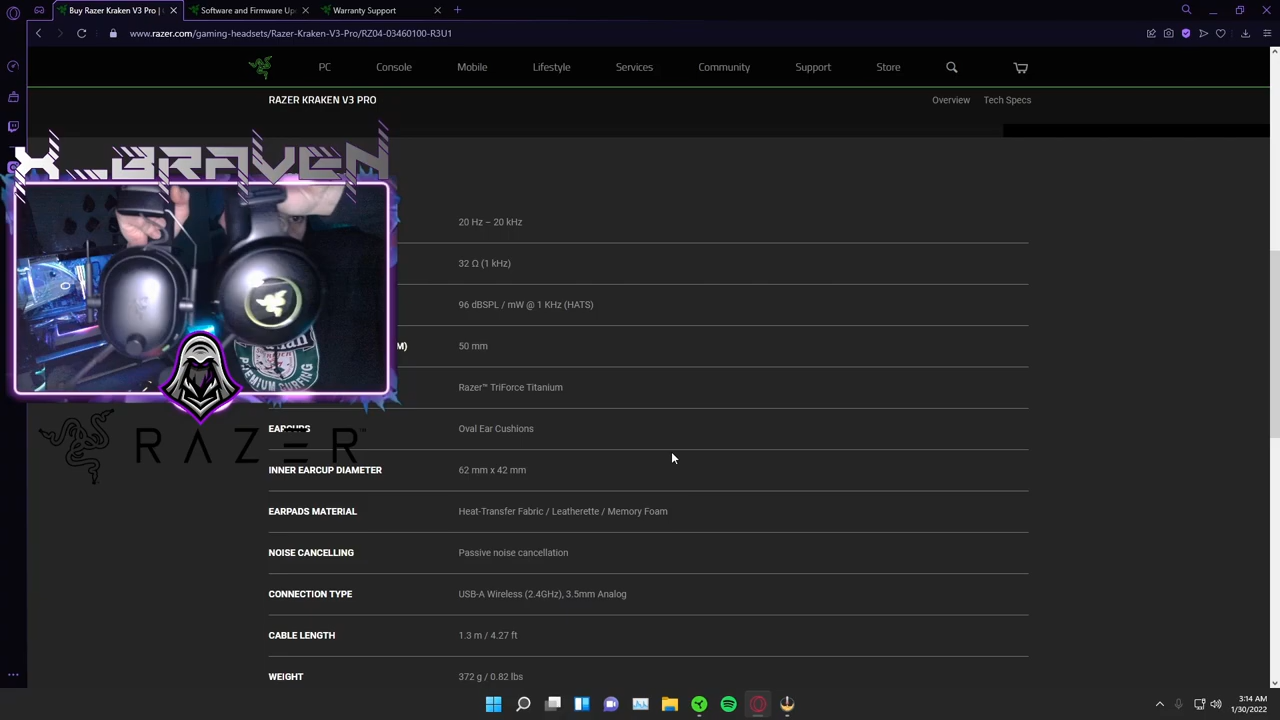 Buy Razer Kraken V3 Pro |
Software and Firmware Up
Warranty Support
www.razer.com/gaming-headsets/Razer-Kraken-V3-Pro/RZ04-03460100-R3U1
PC Console Mobile Lifestyle Services Community Support Store
RAZER KRAKEN V3 PRO
Overview Tech Specs
X_BRAVEN
20 Hz – 20 kHz
32 Ω (1 kHz)
96 dBSPL / mW @ 1 KHz (HATS)
M) 50 mm
Razer™ TriForce Titanium
PREMIUM SURFING
EARCUPS Oval Ear Cushions
RAZER™
INNER EARCUP DIAMETER 62 mm x 42 mm
EARPADS MATERIAL Heat-Transfer Fabric / Leatherette / Memory Foam
NOISE CANCELLING Passive noise cancellation
CONNECTION TYPE USB-A Wireless (2.4GHz), 3.5mm Analog
CABLE LENGTH 1.3 m / 4.27 ft
WEIGHT 372 g / 0.82 lbs
3:14 AM
1/30/2022